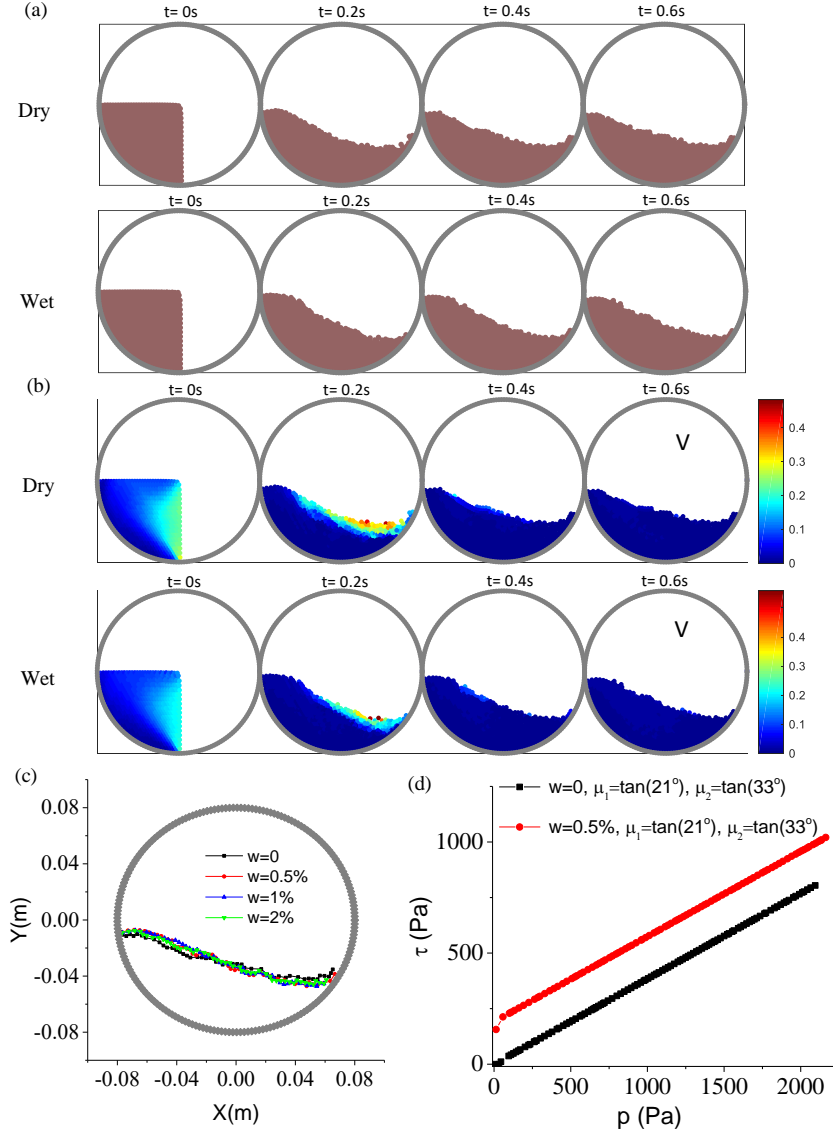 (a)
t= 0s t= 0.2s t= 0.4s t= 0.6s
Dry
t= 0s t= 0.2s t= 0.4s t= 0.6s
Wet
(b)
t= 0s t= 0.2s t= 0.4s t= 0.6s
Dry
V
0.4
0.3
0.2
0.1
0
t= 0s t= 0.2s t= 0.4s t= 0.6s
Wet
V
0.4
0.3
0.2
0.1
0
(c)
0.08
0.04
0.00
-0.04
-0.08
Y(m)
w=0
w=0.5%
w=1%
w=2%
-0.08 -0.04 0.00 0.04 0.08
X(m)
(d)
w=0, μ₁=tan(21°), μ₂=tan(33°)
w=0.5%, μ₁=tan(21°), μ₂=tan(33°)
1000
500
0
τ (Pa)
0 500 1000 1500 2000
p (Pa)